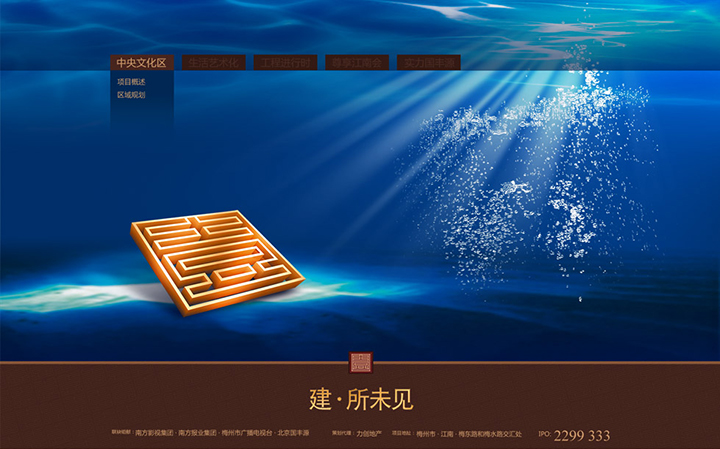 中央文化区 生活艺术化 工程进行时 尊享江南会 实力国丰源
项目概述
区域规划
建·所未见
联袂钜献：南方影视集团·南方报业集团·梅州市广播电视台·北京国丰源 策划代理：力创地产 项目地址：梅州市·江南·梅东路和梅水路交汇处 IPO: 2299 333